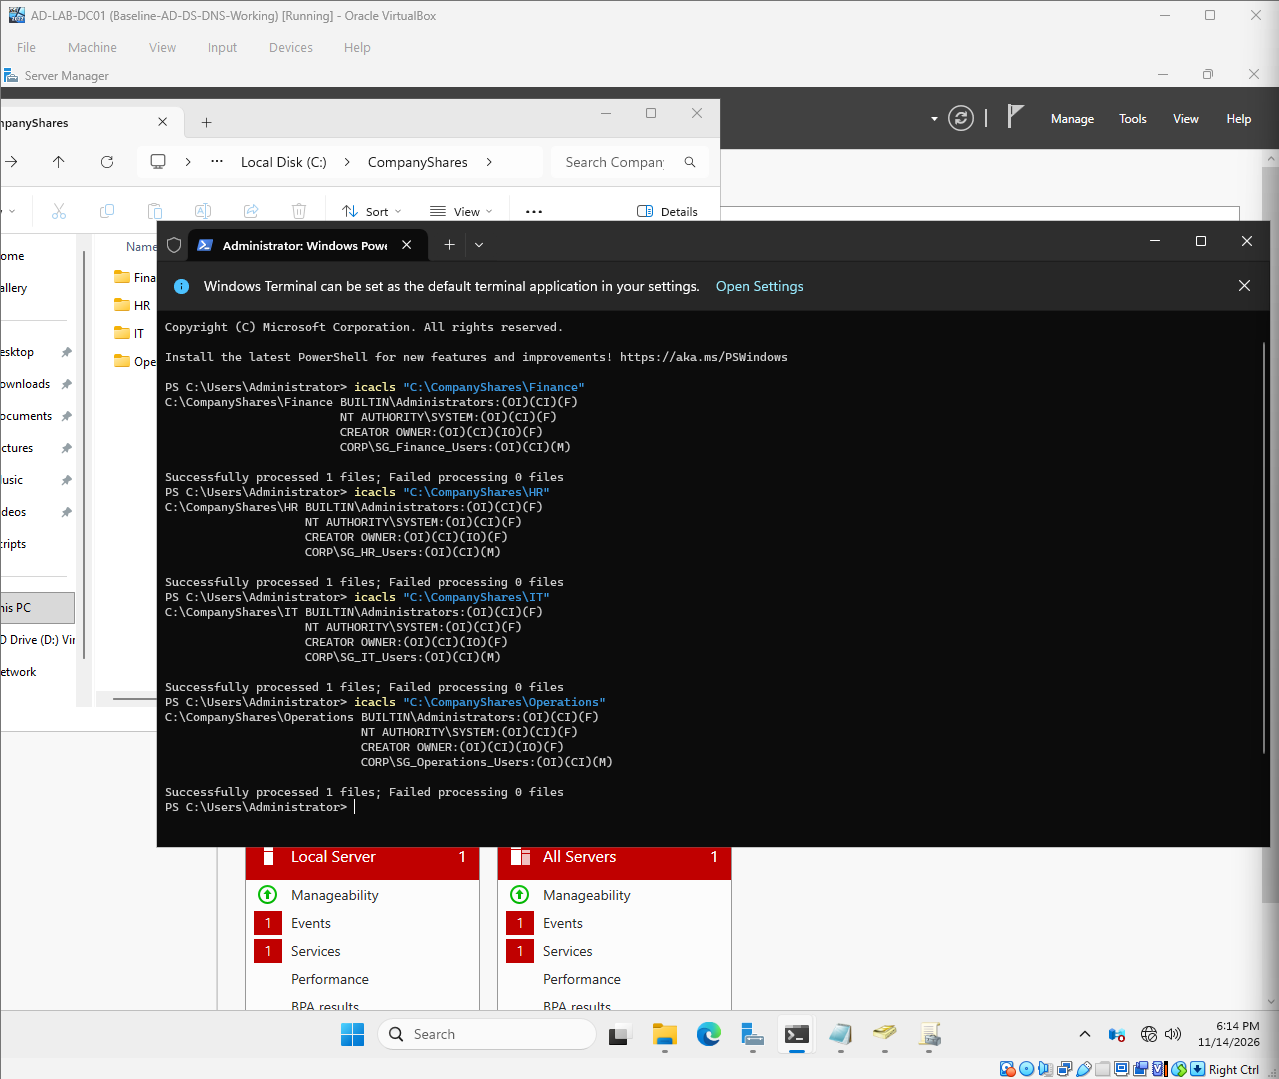 AD-LAB-DC01 (Baseline-AD-DS-DNS-Working) [Running] - Oracle VirtualBox
File Machine View Input Devices Help
Server Manager
Manage Tools View Help
npanyShares
Local Disk (C:) CompanyShares Search Compan
Sort View Details
ome
allery
esktop
ownloads
ocuments
ctures
usic
deos
ripts
his PC
D Drive (D:) Vir
etwork
Name
Fina
HR
IT
Ope
Administrator: Windows Powe
Windows Terminal can be set as the default terminal application in your settings. Open Settings
Copyright (C) Microsoft Corporation. All rights reserved.
Install the latest PowerShell for new features and improvements! https://aka.ms/PSWindows
PS C:\Users\Administrator> icacls "C:\CompanyShares\Finance"
C:\CompanyShares\Finance BUILTIN\Administrators:(OI)(CI)(F)
NT AUTHORITY\SYSTEM:(OI)(CI)(F)
CREATOR OWNER:(OI)(CI)(IO)(F)
CORP\SG_Finance_Users:(OI)(CI)(M)
Successfully processed 1 files; Failed processing 0 files
PS C:\Users\Administrator> icacls "C:\CompanyShares\HR"
C:\CompanyShares\HR BUILTIN\Administrators:(OI)(CI)(F)
NT AUTHORITY\SYSTEM:(OI)(CI)(F)
CREATOR OWNER:(OI)(CI)(IO)(F)
CORP\SG_HR_Users:(OI)(CI)(M)
Successfully processed 1 files; Failed processing 0 files
PS C:\Users\Administrator> icacls "C:\CompanyShares\IT"
C:\CompanyShares\IT BUILTIN\Administrators:(OI)(CI)(F)
NT AUTHORITY\SYSTEM:(OI)(CI)(F)
CREATOR OWNER:(OI)(CI)(IO)(F)
CORP\SG_IT_Users:(OI)(CI)(M)
Successfully processed 1 files; Failed processing 0 files
PS C:\Users\Administrator> icacls "C:\CompanyShares\Operations"
C:\CompanyShares\Operations BUILTIN\Administrators:(OI)(CI)(F)
NT AUTHORITY\SYSTEM:(OI)(CI)(F)
CREATOR OWNER:(OI)(CI)(IO)(F)
CORP\SG_Operations_Users:(OI)(CI)(M)
Successfully processed 1 files; Failed processing 0 files
PS C:\Users\Administrator>
Local Server 1
Manageability
1 Events
1 Services
Performance
BPA results
All Servers 1
Manageability
1 Events
1 Services
Performance
BPA results
Search
6:14 PM
11/14/2026
Right Ctrl